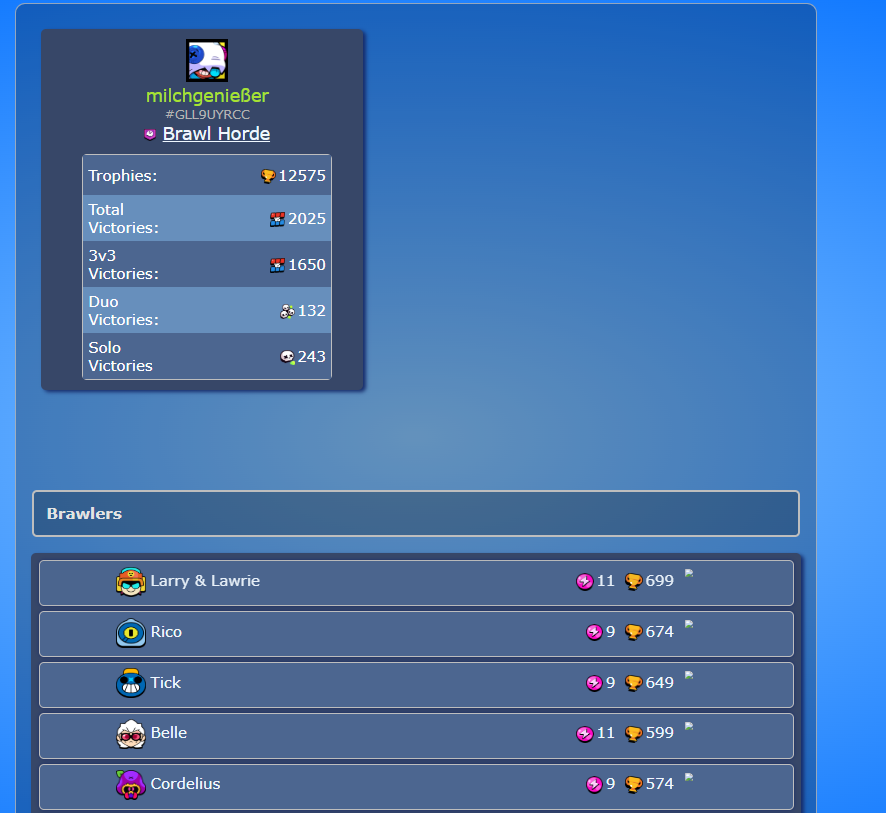 milchgenießer
#GLL9UYRCC
Brawl Horde
Trophies: 12575
Total
Victories: 2025
3v3
Victories: 1650
Duo
Victories: 132
Solo
Victories 243
Brawlers
Larry & Lawrie 11 699
Rico 9 674
Tick 9 649
Belle 11 599
Cordelius 9 574